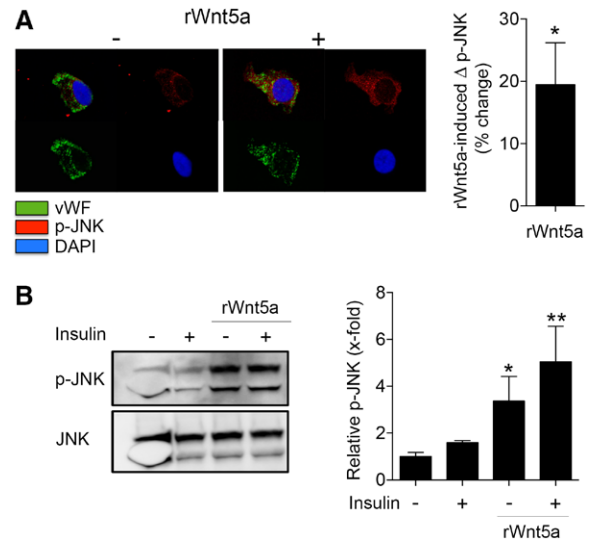 A
rWnt5a
- +
vWF
p-JNK
DAPI
rWnt5a-induced Δ p-JNK
(% change)
30
20
10
0
*
rWnt5a
B
rWnt5a
Insulin - + - +
p-JNK
JNK
Relative p-JNK (x-fold)
8
6
4
2
0
*
**
Insulin - + - +
rWnt5a